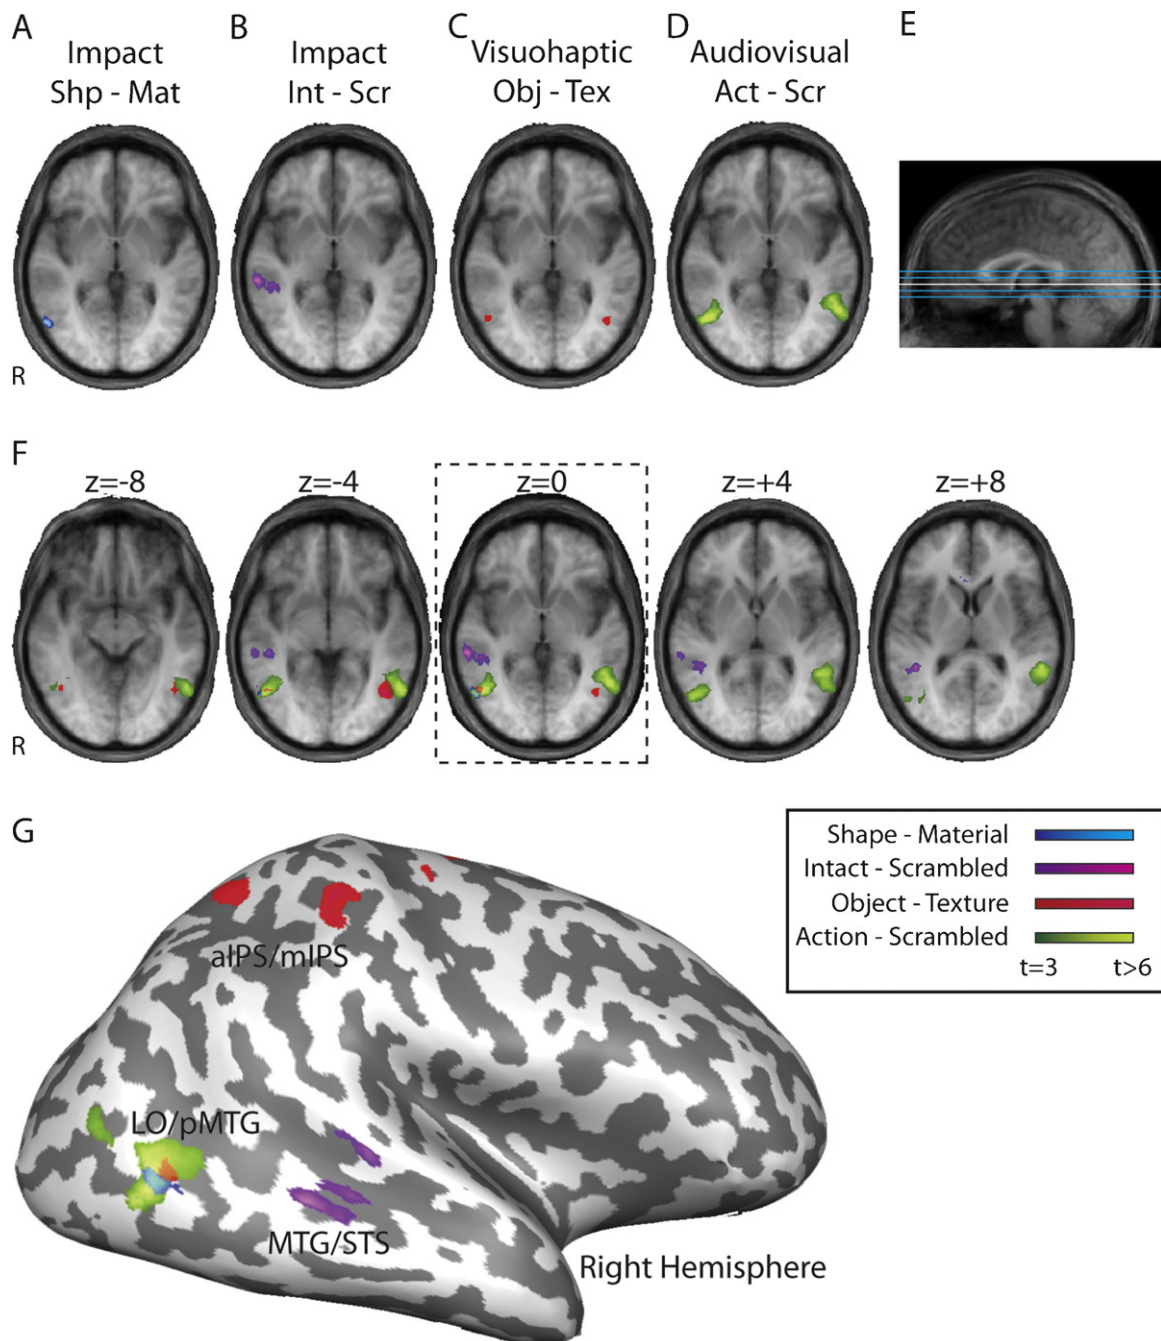 A
Impact
Shp - Mat
B
Impact
Int - Scr
C
Visuohaptic
Obj - Tex
D
Audiovisual
Act - Scr
E
R
F
z=-8
z=-4
z=0
z=+4
z=+8
R
G
aIPS/mIPS
LO/pMTG
MTG/STS
Right Hemisphere
Shape - Material
Intact - Scrambled
Object - Texture
Action - Scrambled
t=3 t>6